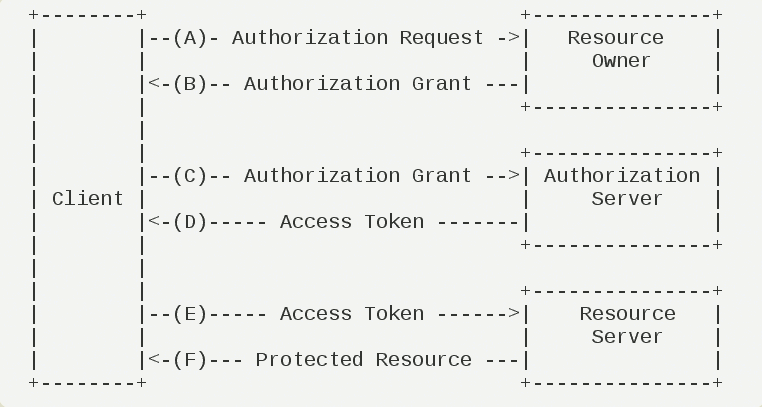 +--------+                               +---------------+
|        |--(A)- Authorization Request ->|   Resource    |
|        |                               |     Owner     |
|        |<-(B)-- Authorization Grant ---|               |
|        |                               +---------------+
|        |
|        |                               +---------------+
|        |--(C)-- Authorization Grant -->| Authorization |
| Client |                               |     Server    |
|        |<-(D)----- Access Token -------|               |
|        |                               +---------------+
|        |
|        |                               +---------------+
|        |--(E)----- Access Token ------>|    Resource   |
|        |                               |     Server    |
|        |<-(F)--- Protected Resource ---|               |
+--------+                               +---------------+